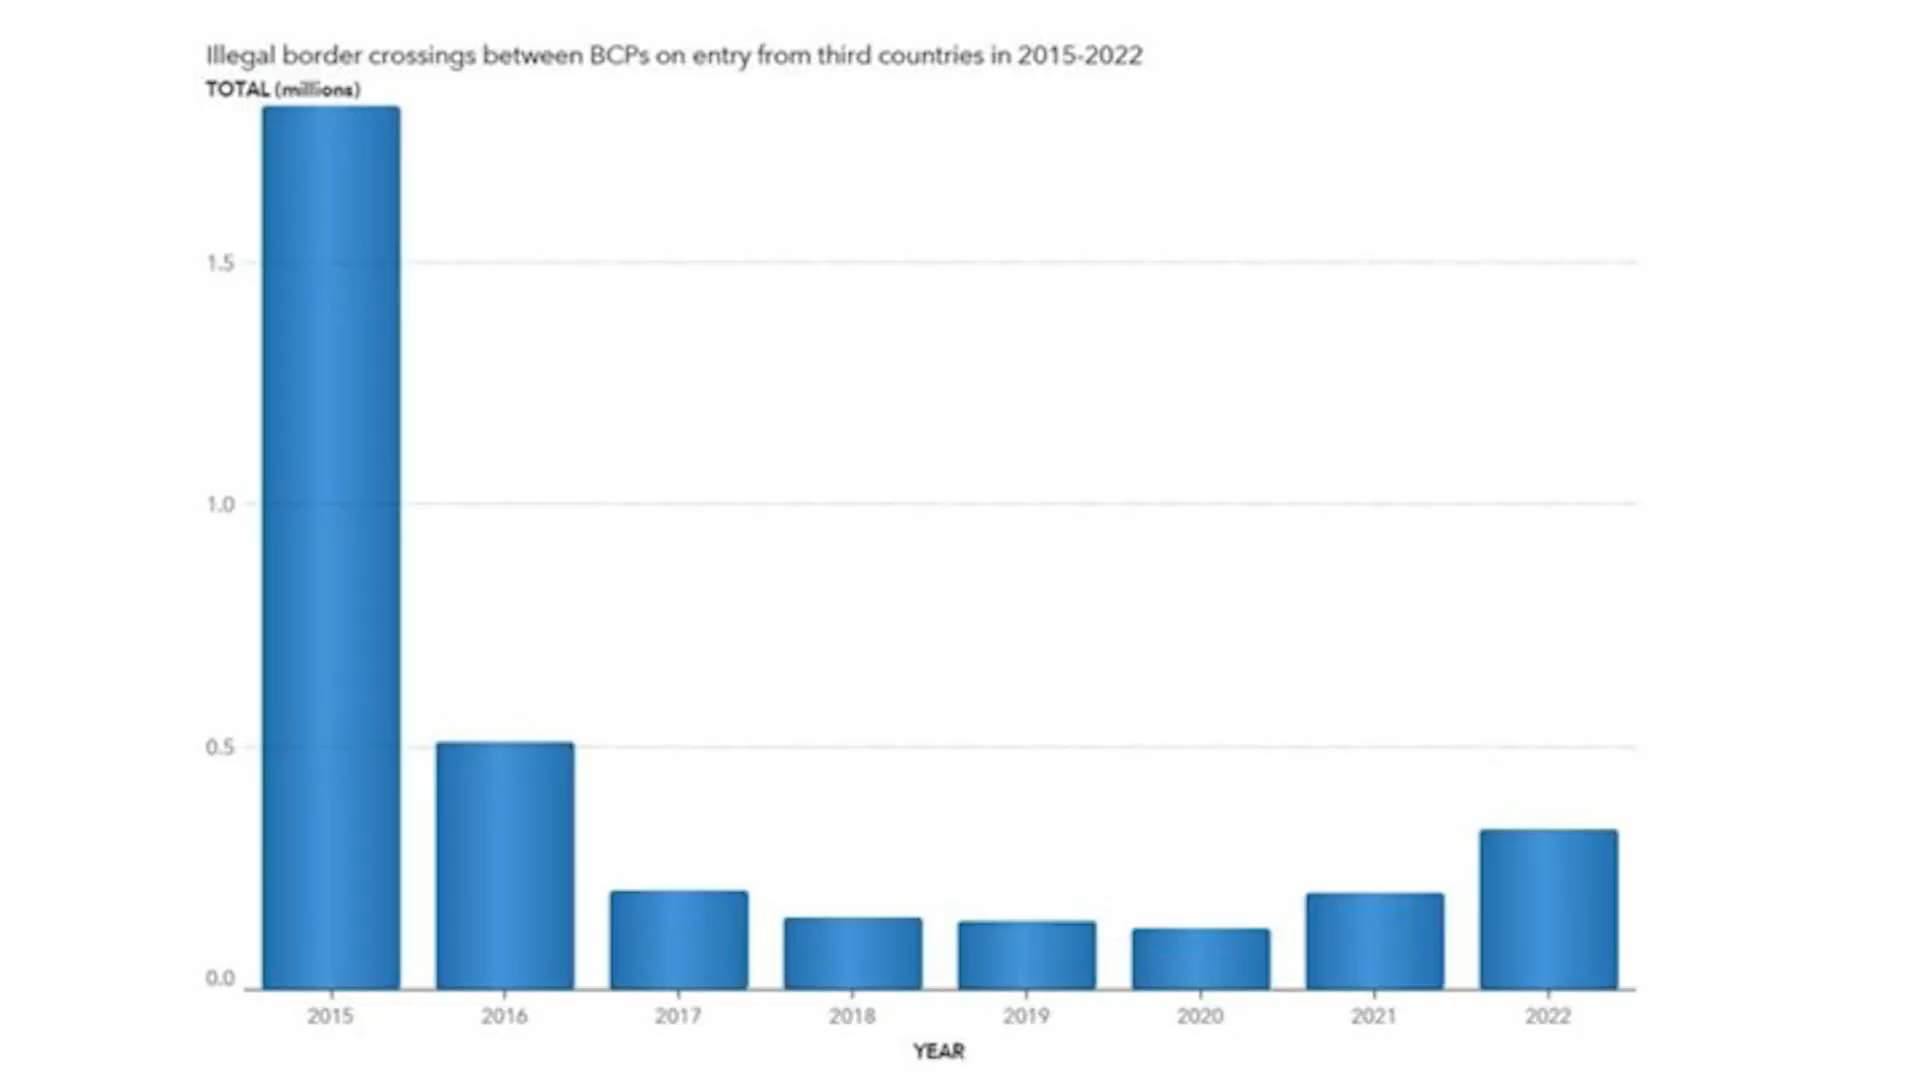 Illegal border crossings between BCPs on entry from third countries in 2015-2022
TOTAL (millions)
1.5
1.0
0.5
0.0
2015 2016 2017 2018 2019 2020 2021 2022
YEAR